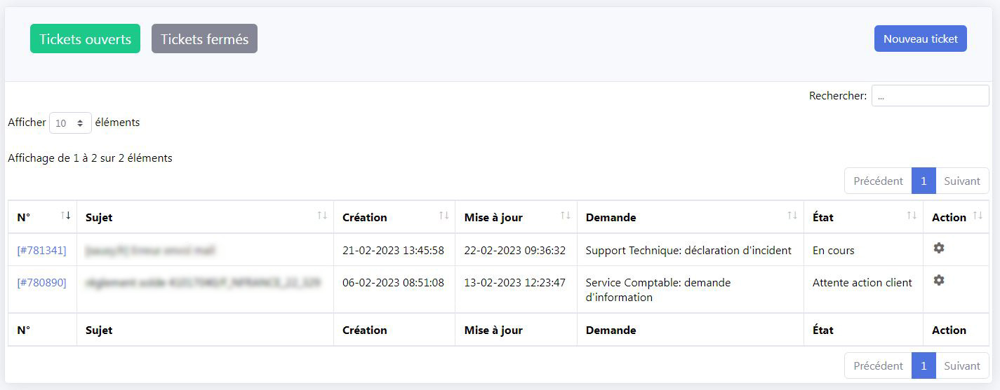 Tickets ouverts Tickets fermés Nouveau ticket
Rechercher: ...
Afficher 10 éléments
Affichage de 1 à 2 sur 2 éléments
Précédent 1 Suivant
N° Sujet Création Mise à jour Demande État Action
[#781341] 21-02-2023 13:45:58 22-02-2023 09:36:32 Support Technique: déclaration d'incident En cours
[#780890] 06-02-2023 08:51:08 13-02-2023 12:23:47 Service Comptable: demande Attente action client
d'information
N° Sujet Création Mise à jour Demande État Action
Précédent 1 Suivant